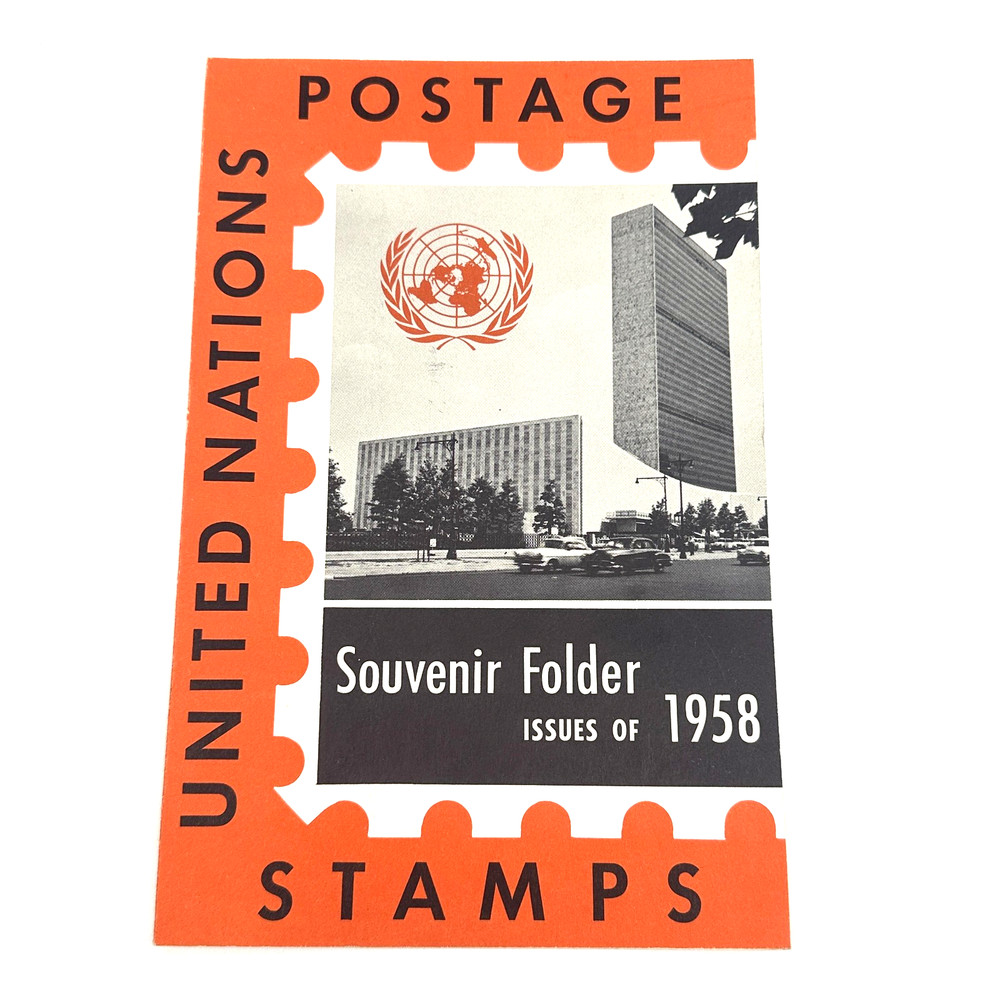 UNITED NATIONS
POSTAGE
STAMPS
Souvenir Folder
ISSUES OF 1958